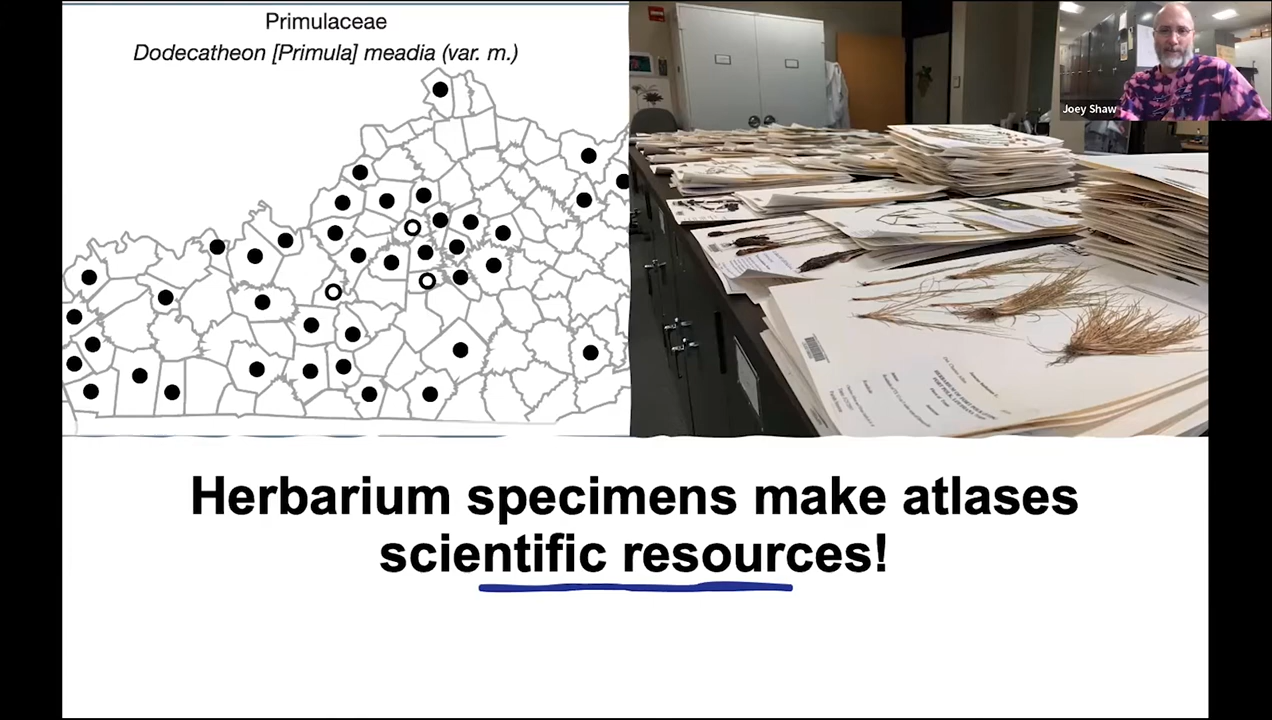 Primulaceae
Dodecatheon [Primula] meadia (var. m.)
Joey Shaw
Herbarium specimens make atlases
scientific resources!